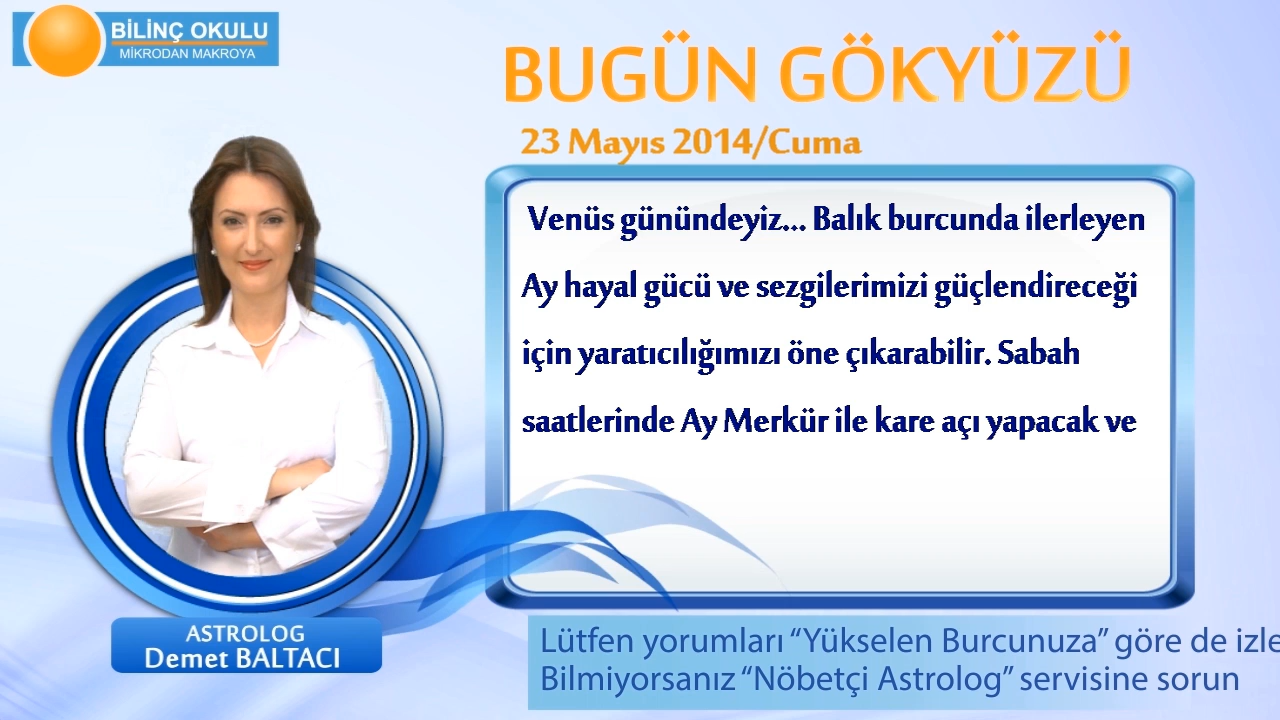 BİLİNÇ OKULU
MİKRODAN MAKROYA
BUGÜN GÖKYÜZÜ
23 Mayıs 2014/Cuma
Venüs günündeyiz... Balık burcunda ilerleyen
Ay hayal gücü ve sezgilerimizi güçlendireceği
için yaratıcılığımızı öne çıkarabilir. Sabah
saatlerinde Ay Merkür ile kare açı yapacak ve
ASTROLOG
Demet BALTACI
Lütfen yorumları “Yükselen Burcunuza” göre de izle
Bilmiyorsanız “Nöbetçi Astrolog” servisine sorun